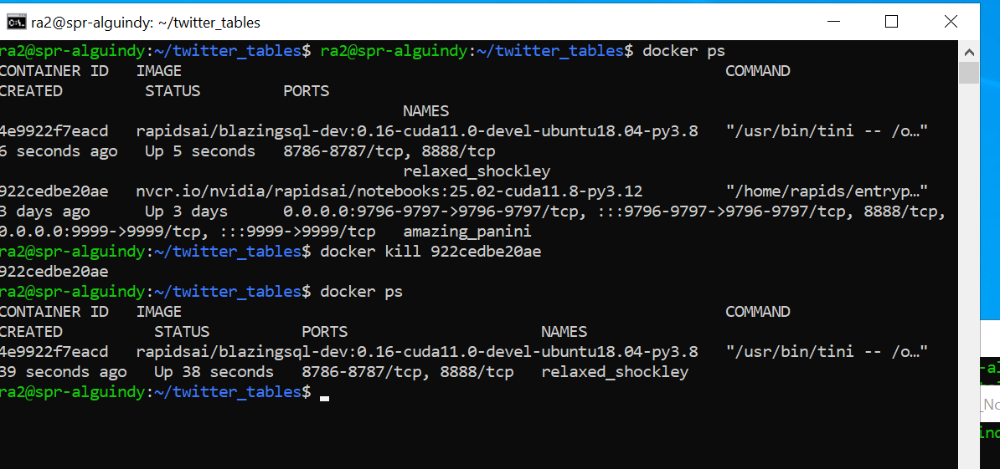 ra2@spr-alguindy: ~/twitter_tables
ra2@spr-alguindy:~/twitter_tables$ ra2@spr-alguindy:~/twitter_tables$ docker ps
CONTAINER ID   IMAGE                                                           COMMAND
CREATED         STATUS         PORTS
NAMES
4e9922f7eacd   rapidsai/blazingsql-dev:0.16-cuda11.0-devel-ubuntu18.04-py3.8   "/usr/bin/tini -- /o…"
6 seconds ago   Up 5 seconds   8786-8787/tcp, 8888/tcp
relaxed_shockley
922cedbe20ae   nvcr.io/nvidia/rapidsai/notebooks:25.02-cuda11.8-py3.12         "/home/rapids/entryp…"
3 days ago      Up 3 days      0.0.0.0:9796-9797->9796-9797/tcp, :::9796-9797->9796-9797/tcp, 8888/tcp,
0.0.0.0:9999->9999/tcp, :::9999->9999/tcp   amazing_panini
ra2@spr-alguindy:~/twitter_tables$ docker kill 922cedbe20ae
922cedbe20ae
ra2@spr-alguindy:~/twitter_tables$ docker ps
CONTAINER ID   IMAGE                                                           COMMAND
CREATED          STATUS          PORTS                     NAMES
4e9922f7eacd   rapidsai/blazingsql-dev:0.16-cuda11.0-devel-ubuntu18.04-py3.8   "/usr/bin/tini -- /o…"
39 seconds ago   Up 38 seconds   8786-8787/tcp, 8888/tcp   relaxed_shockley
ra2@spr-alguindy:~/twitter_tables$